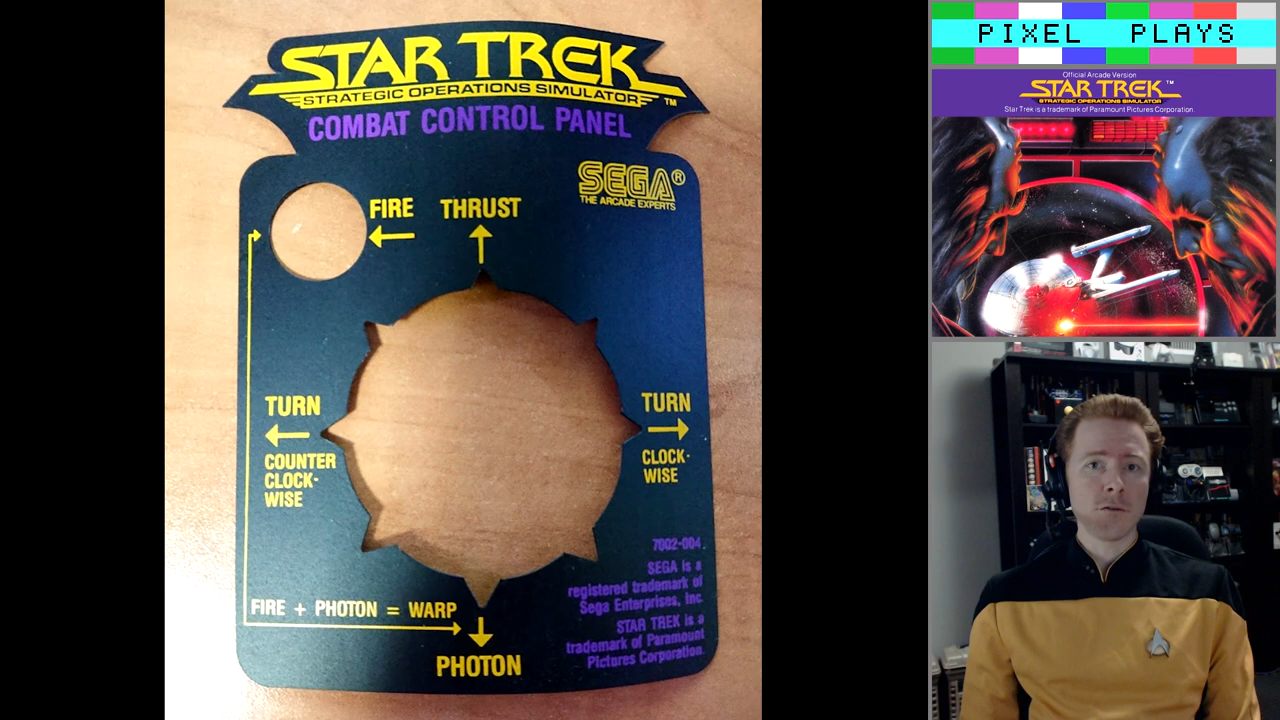 STAR TREK
STRATEGIC OPERATIONS SIMULATOR™
COMBAT CONTROL PANEL
SEGA®
THE ARCADE EXPERTS
FIRE
THRUST
TURN
COUNTER
CLOCK-
WISE
TURN
CLOCK-
WISE
FIRE + PHOTON = WARP
PHOTON
7002-004
SEGA is a
registered trademark of
Sega Enterprises, Inc.
STAR TREK is a
trademark of Paramount
Pictures Corporation.
PIXEL PLAYS
Official Arcade Version
STAR TREK™
STRATEGIC OPERATIONS SIMULATOR
Star Trek is a trademark of Paramount Pictures Corporation.